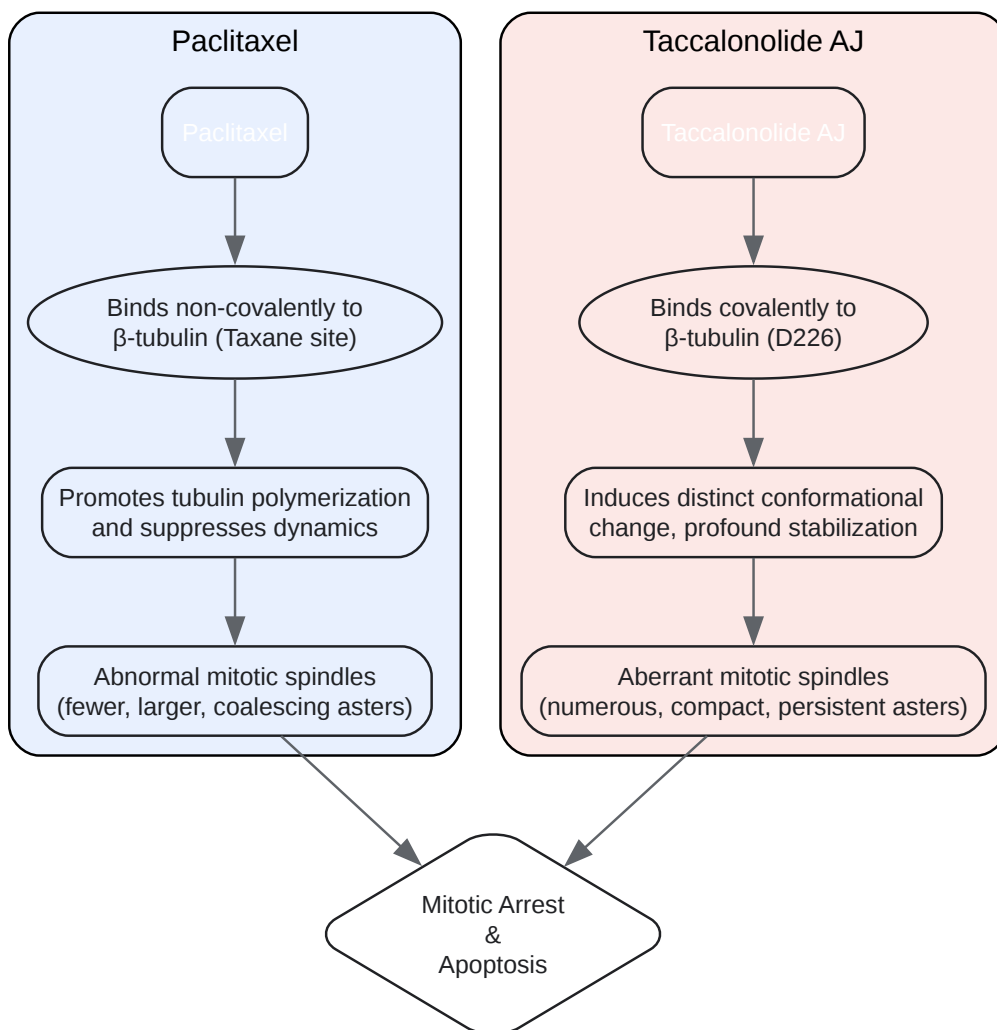 Paclitaxel
Paclitaxel
Binds non-covalently to
β-tubulin (Taxane site)
Promotes tubulin polymerization
and suppresses dynamics
Abnormal mitotic spindles
(fewer, larger, coalescing asters)
Taccalonolide AJ
Taccalonolide AJ
Binds covalently to
β-tubulin (D226)
Induces distinct conformational
change, profound stabilization
Aberrant mitotic spindles
(numerous, compact, persistent asters)
Mitotic Arrest
&
Apoptosis